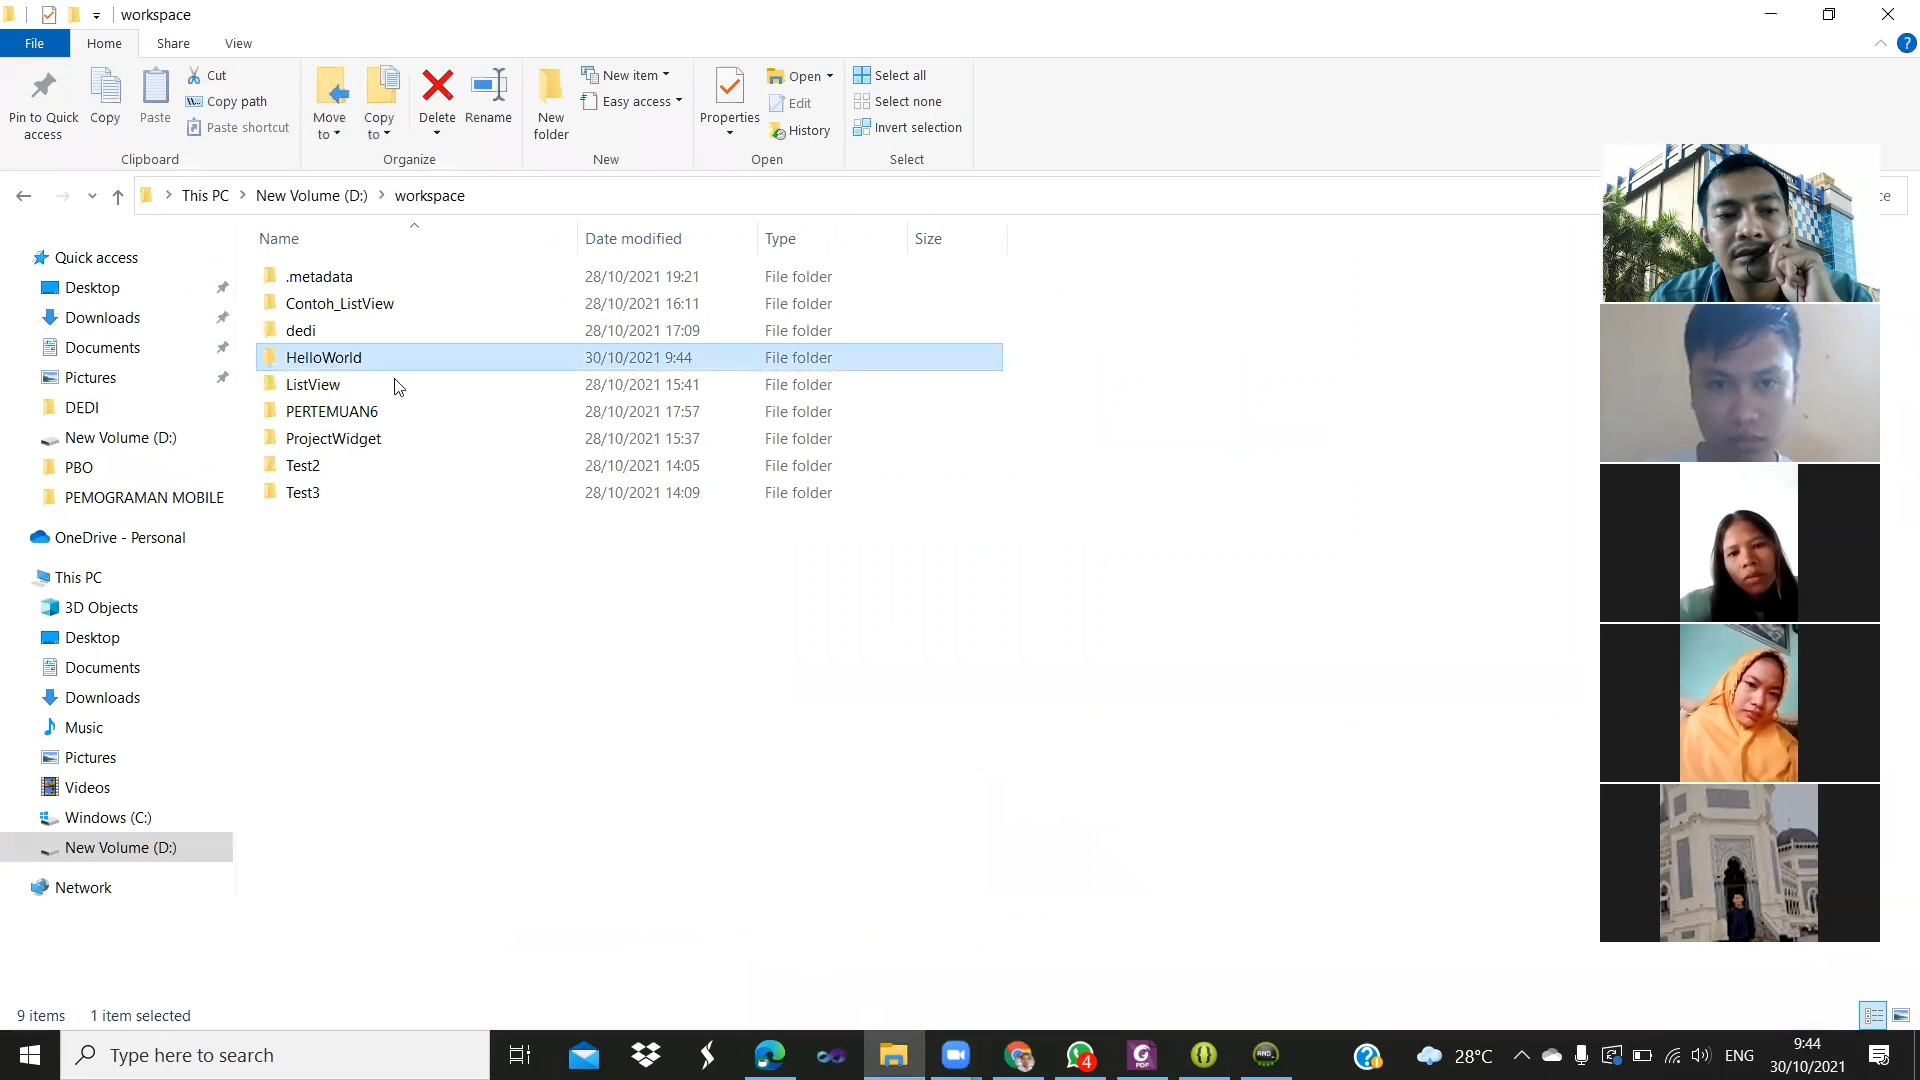 workspace
File
Home
Share
View
Pin to Quick access
Copy
Paste
Cut
Copy path
Paste shortcut
Clipboard
Move to
Copy to
Delete
Rename
Organize
New folder
New item
Easy access
New
Properties
Open
Edit
History
Open
Select all
Select none
Invert selection
Select
This PC
New Volume (D:)
workspace
ce
Name
Date modified
Type
Size
.metadata 28/10/2021 19:21 File folder
Contoh_ListView 28/10/2021 16:11 File folder
dedi 28/10/2021 17:09 File folder
HelloWorld 30/10/2021 9:44 File folder
ListView 28/10/2021 15:41 File folder
PERTEMUAN6 28/10/2021 17:57 File folder
ProjectWidget 28/10/2021 15:37 File folder
Test2 28/10/2021 14:05 File folder
Test3 28/10/2021 14:09 File folder
Quick access
Desktop
Downloads
Documents
Pictures
DEDI
New Volume (D:)
PBO
PEMOGRAMAN MOBILE
OneDrive - Personal
This PC
3D Objects
Desktop
Documents
Downloads
Music
Pictures
Videos
Windows (C:)
New Volume (D:)
Network
9 items
1 item selected
Type here to search
4
PDF
AND
28°C
ENG
9:44
30/10/2021